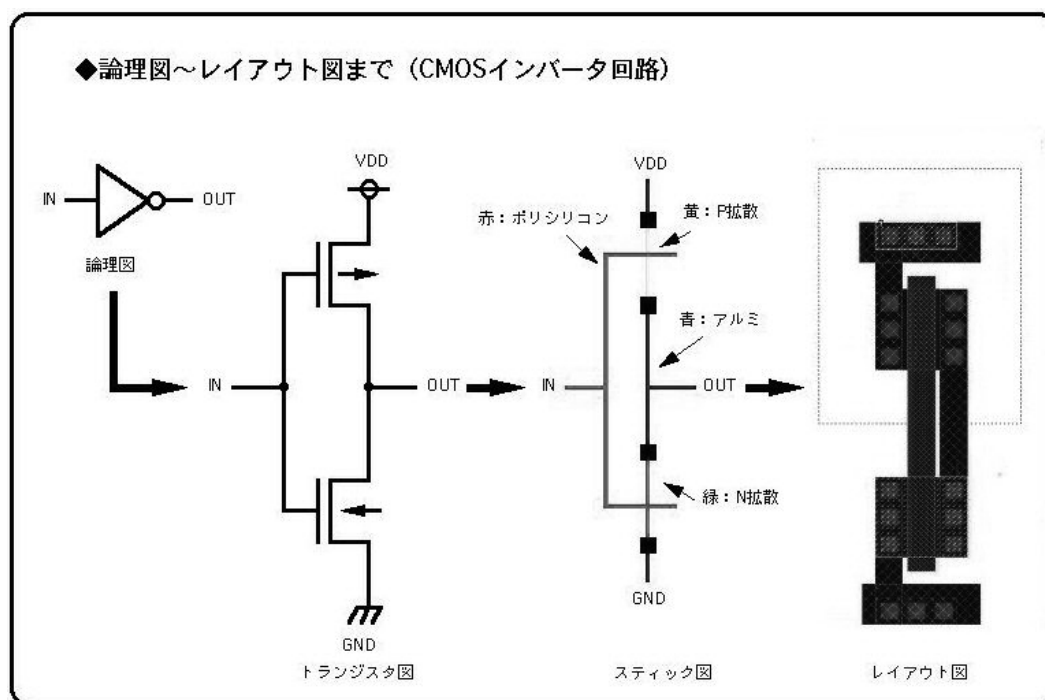 ◆論理図～レイアウト図まで（CMOSインバータ回路）
IN
OUT
論理図
VDD
IN
OUT
GND
トランジスタ図
VDD
赤：ポリシリコン
黄：P拡散
青：アルミ
IN
OUT
緑：N拡散
GND
スティック図
レイアウト図